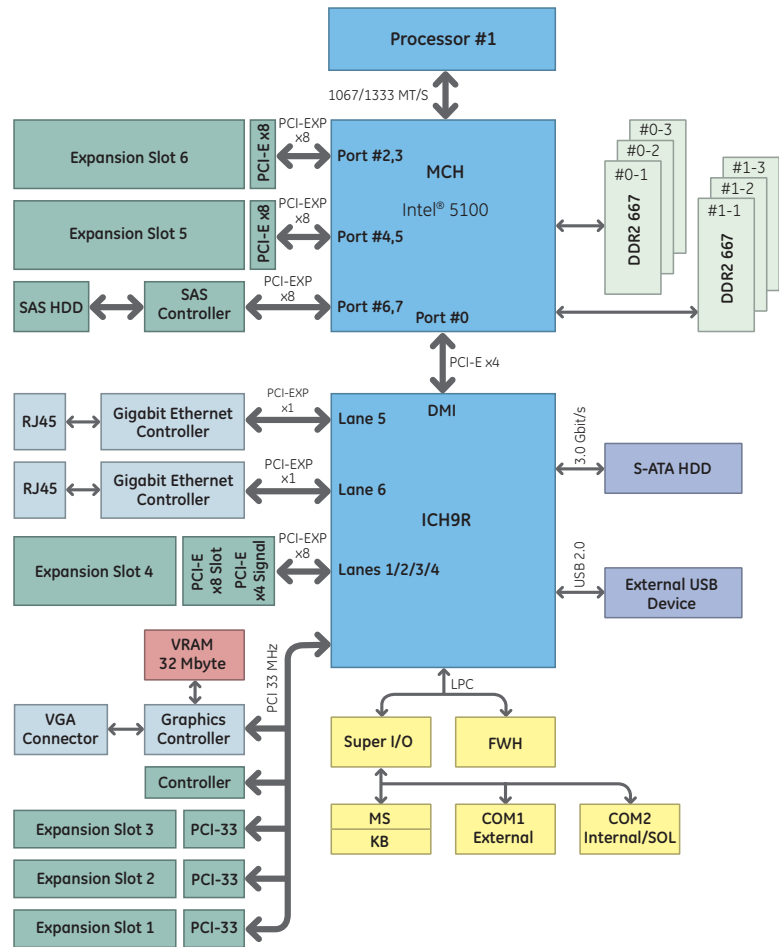 Processor #1
1067/1333 MT/S
Expansion Slot 6
PCI-E x8
PCI-EXP
x8
Port #2,3
MCH
Intel® 5100
Expansion Slot 5
PCI-E x8
PCI-EXP
x8
Port #4,5
SAS HDD
SAS
Controller
PCI-EXP
x8
Port #6,7
Port #0
#0-3
#0-2
#0-1
DDR2 667
#1-3
#1-2
#1-1
DDR2 667
PCI-E x4
RJ45
Gigabit Ethernet
Controller
PCI-EXP
x1
Lane 5
DMI
RJ45
Gigabit Ethernet
Controller
PCI-EXP
x1
Lane 6
ICH9R
3.0 Gbit/s
S-ATA HDD
Expansion Slot 4
PCI-E
x8 Slot
PCI-E
x4 Signal
PCI-EXP
x8
Lanes 1/2/3/4
USB 2.0
External USB
Device
VRAM
32 Mbyte
PCI 33 MHz
VGA
Connector
Graphics
Controller
Controller
Expansion Slot 3
PCI-33
Expansion Slot 2
PCI-33
Expansion Slot 1
PCI-33
LPC
Super I/O
FWH
MS
KB
COM1
External
COM2
Internal/SOL